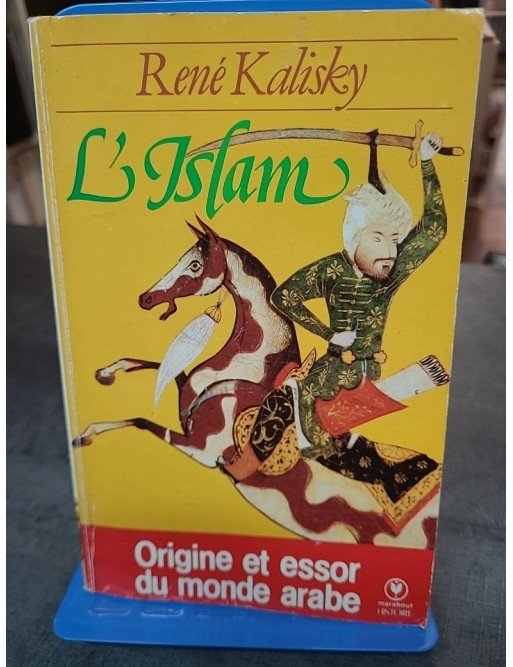 René Kalisky
L'Islam
Origine et essor
du monde arabe
marabout
HISTOIRE